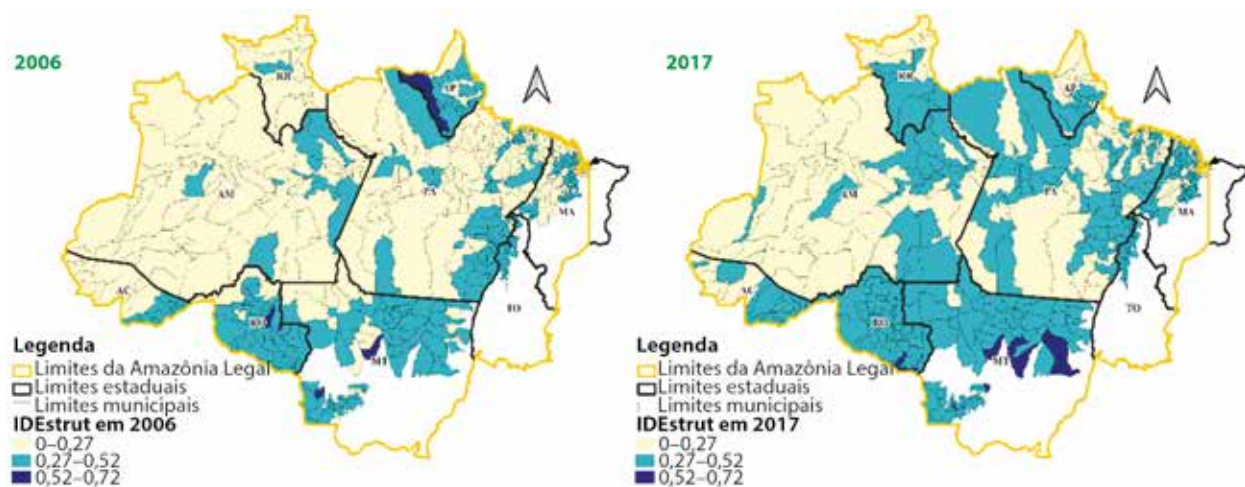 2006
RR
AP
AM
PA
MA
AC
RO
TO
MT
Legenda
Limites da Amazônia Legal
Limites estaduais
Limites municipais
IDEstrut em 2006
0–0,27
0,27–0,52
0,52–0,72
2017
RR
AP
AM
PA
MA
AC
RO
TO
MT
Legenda
Limites da Amazônia Legal
Limites estaduais
Limites municipais
IDEstrut em 2017
0–0,27
0,27–0,52
0,52–0,72